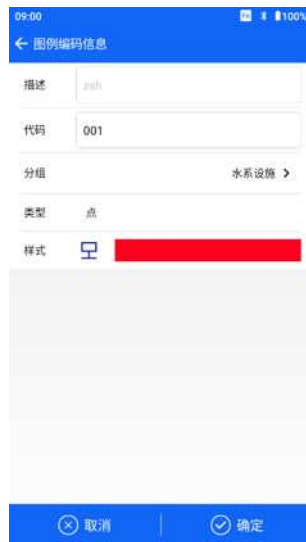 09:00
100%
图例编码信息
描述 zsh
代码 001
分组 水系设施
类型 点
样式
取消 确定